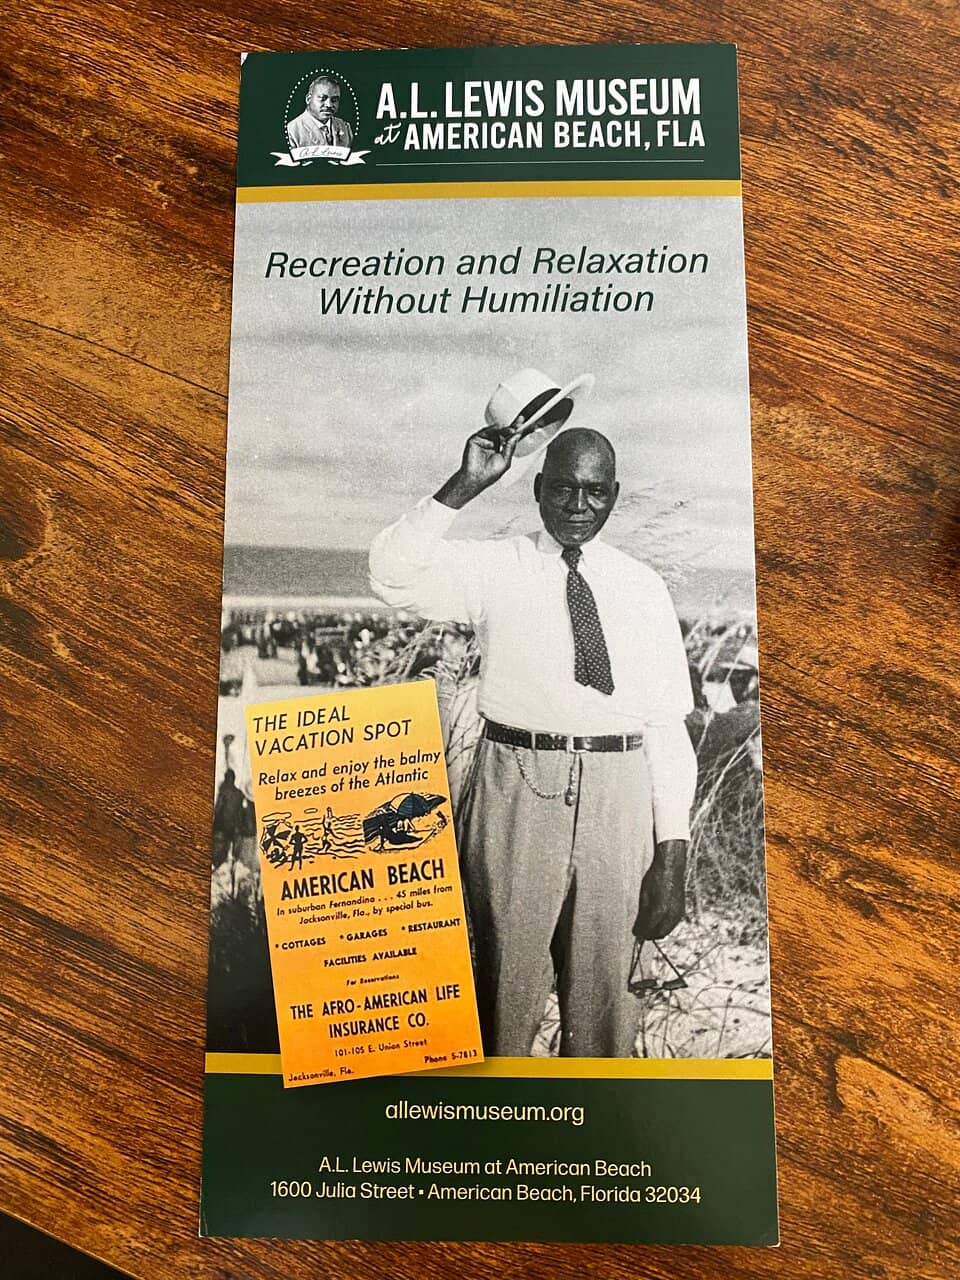 A.L. LEWIS MUSEUM
at AMERICAN BEACH, FLA
A L Lewis
Recreation and Relaxation
Without Humiliation
THE IDEAL
VACATION SPOT
Relax and enjoy the balmy
breezes of the Atlantic
AMERICAN BEACH
In suburban Fernandina . . . 45 miles from
Jacksonville, Fla., by special bus.
* COTTAGES * GARAGES * RESTAURANT
FACILITIES AVAILABLE
For Reservations
THE AFRO-AMERICAN LIFE
INSURANCE CO.
101-105 E. Union Street
Jacksonville, Fla. Phone 5-7813
allewismuseum.org
A.L. Lewis Museum at American Beach
1600 Julia Street ▪ American Beach, Florida 32034